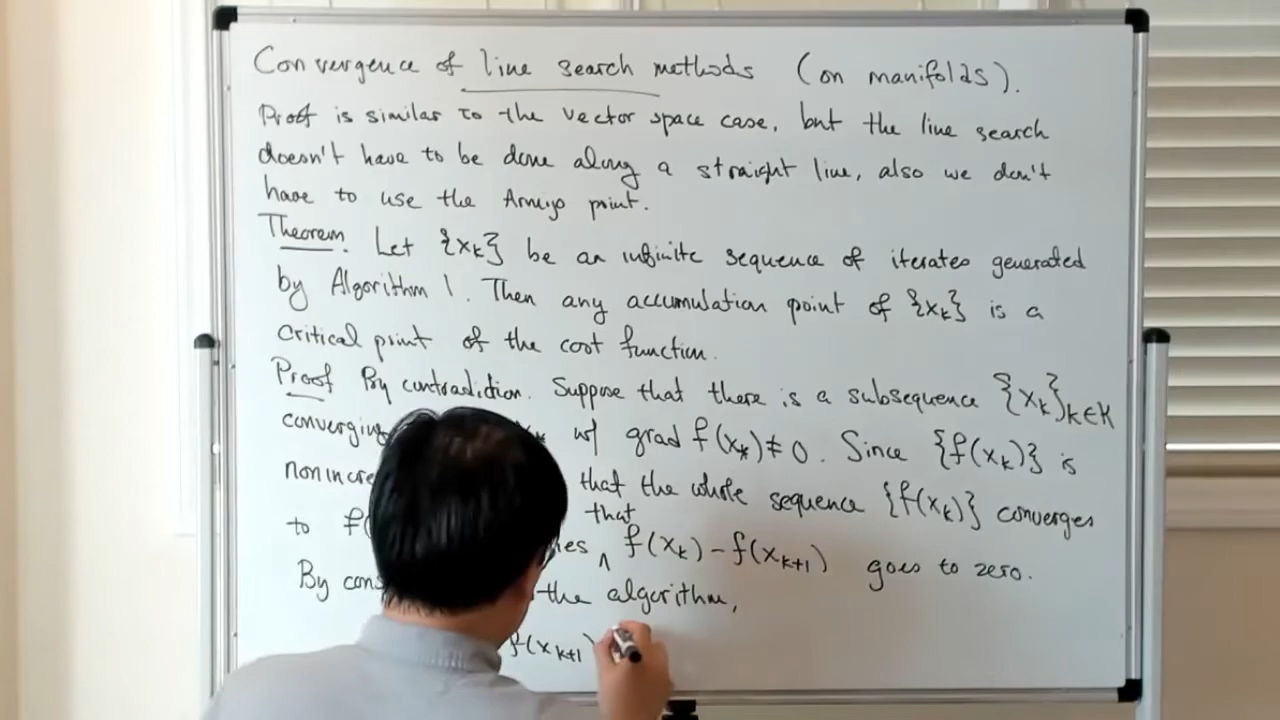 Convergence of line search methods (on manifolds).
Proof is similar to the vector space case, but the line search
doesn't have to be done along a straight line, also we don't
have to use the Armijo point.
Theorem. Let {x_k} be an infinite sequence of iterates generated
by Algorithm 1. Then any accumulation point of {x_k} is a
critical point of the cost function.
Proof By contradiction. Suppose that there is a subsequence {x_k}_{k∈K}
w/ grad f(x_*) ≠ 0. Since {f(x_k)} is
that the whole sequence {f(x_k)} converges
to that f(x_k) - f(x_{k+1}) goes to zero.
By the algorithm,
f(x_{k+1})